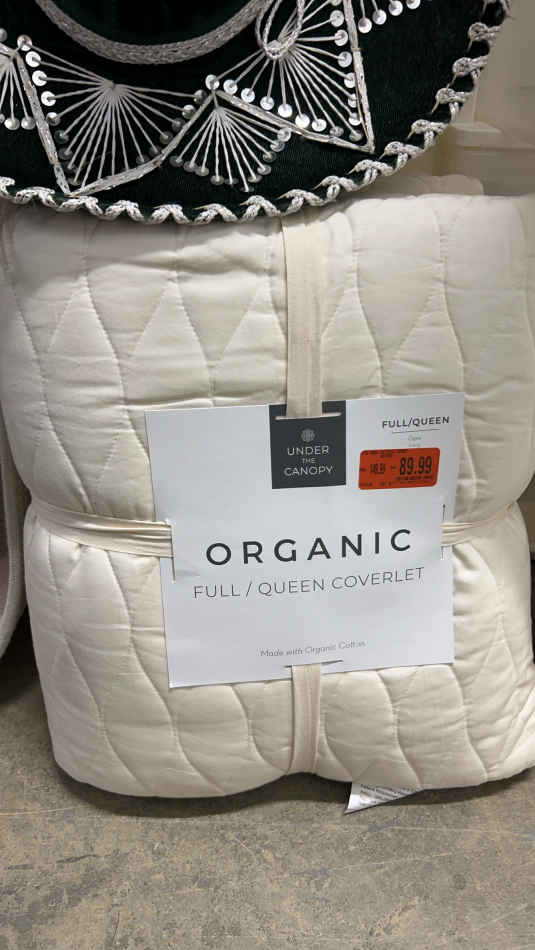 UNDER
THE
CANOPY
FULL/QUEEN
89.99
ORGANIC
FULL / QUEEN COVERLET
Made with Organic Cotton